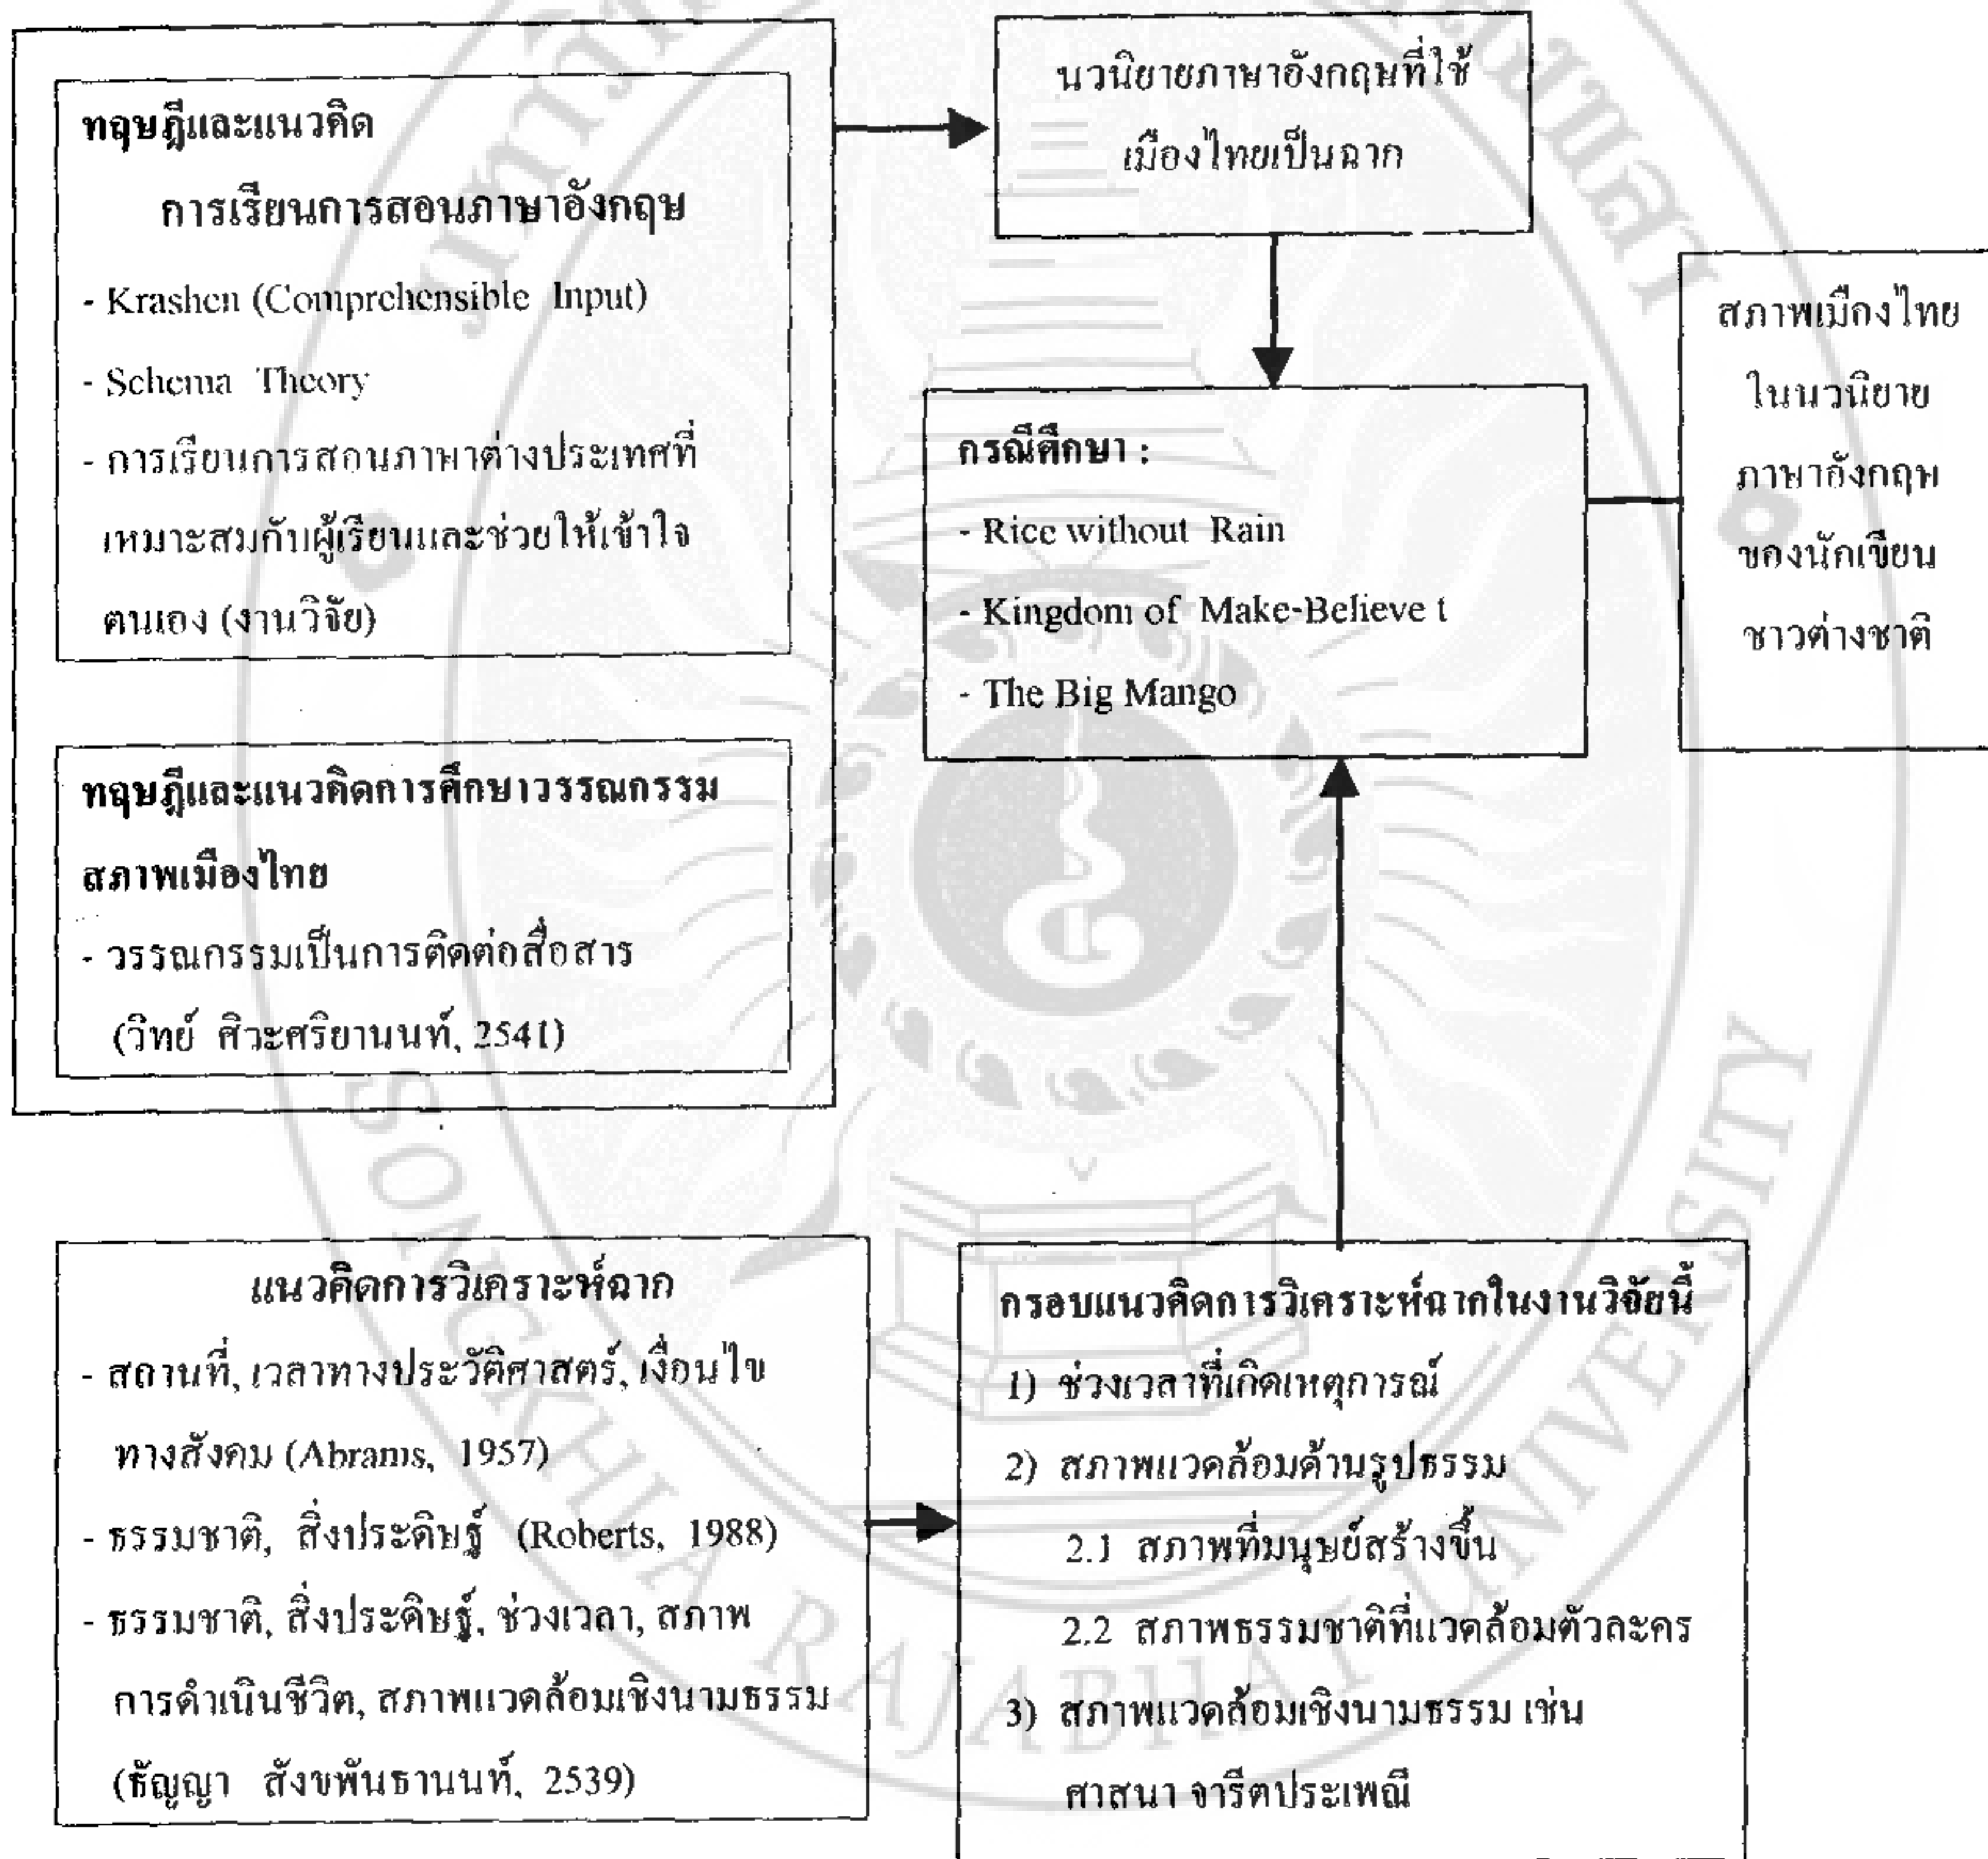 ทฤษฎีและแนวคิด
การเรียนการสอนภาษาอังกฤษ
- Krashen (Comprehensible Input)
- Schema Theory
- การเรียนการสอนภาษาต่างประเทศที่
เหมาะสมกับผู้เรียนและช่วยให้เข้าใจ
ตนเอง (งานวิจัย)
ทฤษฎีและแนวคิดการศึกษาวรรณกรรม
สภาพเมืองไทย
- วรรณกรรมเป็นการติดต่อสื่อสาร
(วิทย์ ศิวะศริยานนท์, 2541)
นวนิยายภาษาอังกฤษที่ใช้
เมืองไทยเป็นฉาก
กรณีศึกษา :
- Rice without Rain
- Kingdom of Make-Believe t
- The Big Mango
สภาพเมืองไทย
ในนวนิยาย
ภาษาอังกฤษ
ของนักเขียน
ชาวต่างชาติ
แนวคิดการวิเคราะห์ฉาก
- สถานที่, เวลาทางประวัติศาสตร์, เงื่อนไข
ทางสังคม (Abrams, 1957)
- ธรรมชาติ, สิ่งประดิษฐ์ (Roberts, 1988)
- ธรรมชาติ, สิ่งประดิษฐ์, ช่วงเวลา, สภาพ
การดำเนินชีวิต, สภาพแวดล้อมเชิงนามธรรม
(ธัญญา สังขพันธานนท์, 2539)
กรอบแนวคิดการวิเคราะห์ฉากในงานวิจัยนี้
1) ช่วงเวลาที่เกิดเหตุการณ์
2) สภาพแวดล้อมด้านรูปธรรม
2.1 สภาพที่มนุษย์สร้างขึ้น
2.2 สภาพธรรมชาติที่แวดล้อมตัวละคร
3) สภาพแวดล้อมเชิงนามธรรม เช่น
ศาสนา จารีตประเพณี
SONGKHLA RAJABHAT UNIVERSITY